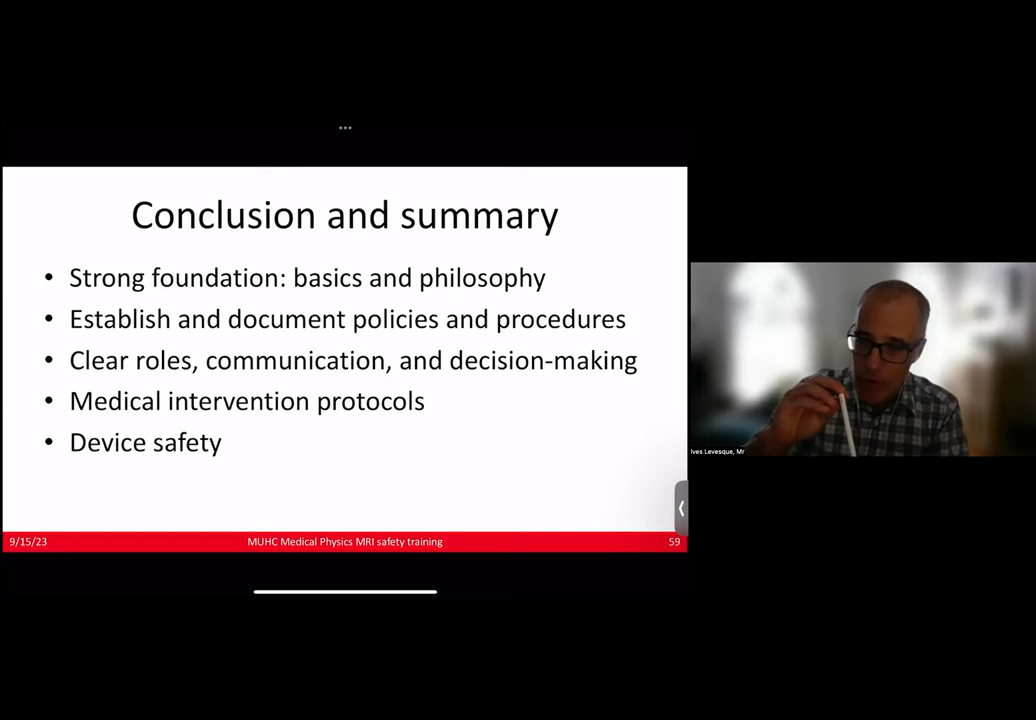 Conclusion and summary
• Strong foundation: basics and philosophy
• Establish and document policies and procedures
• Clear roles, communication, and decision-making
• Medical intervention protocols
• Device safety
9/15/23 MUHC Medical Physics MRI safety training 59
Ives Levesque, Mr